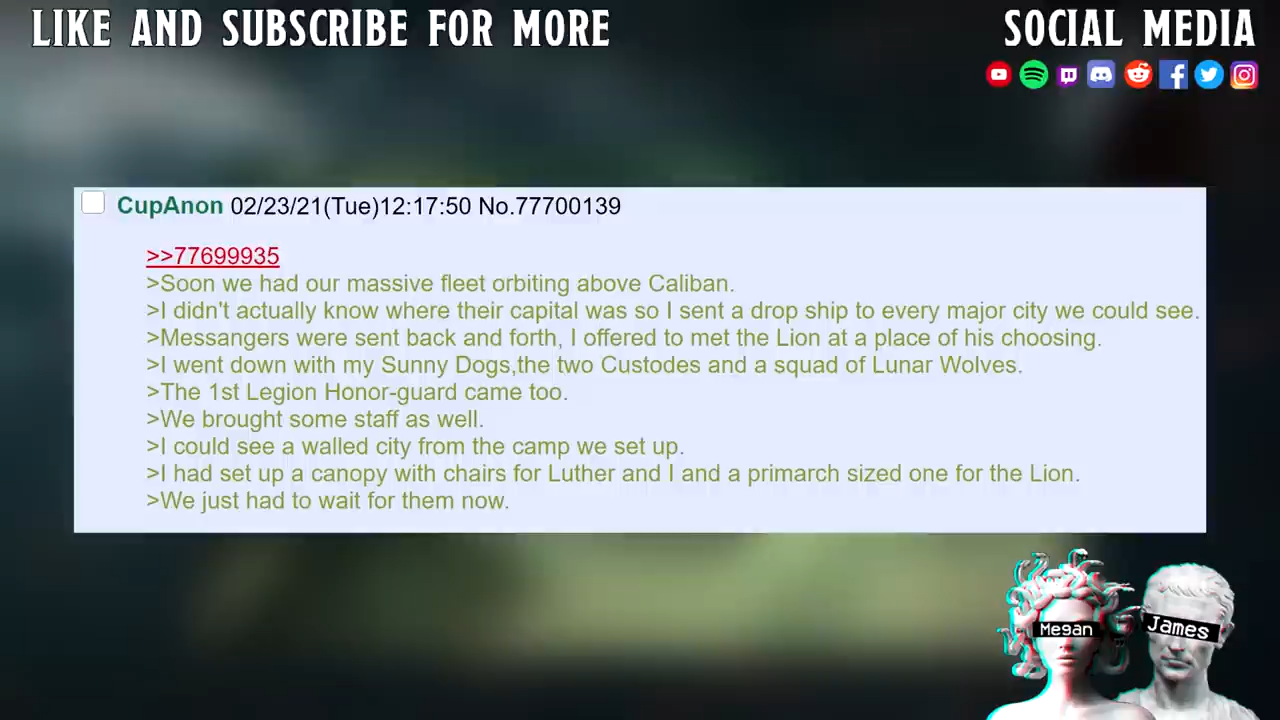 LIKE AND SUBSCRIBE FOR MORE
SOCIAL MEDIA
CupAnon 02/23/21(Tue)12:17:50 No.77700139
>>77699935
>Soon we had our massive fleet orbiting above Caliban.
>I didn't actually know where their capital was so I sent a drop ship to every major city we could see.
>Messangers were sent back and forth, I offered to met the Lion at a place of his choosing.
>I went down with my Sunny Dogs,the two Custodes and a squad of Lunar Wolves.
>The 1st Legion Honor-guard came too.
>We brought some staff as well.
>I could see a walled city from the camp we set up.
>I had set up a canopy with chairs for Luther and I and a primarch sized one for the Lion.
>We just had to wait for them now.
Megan
James